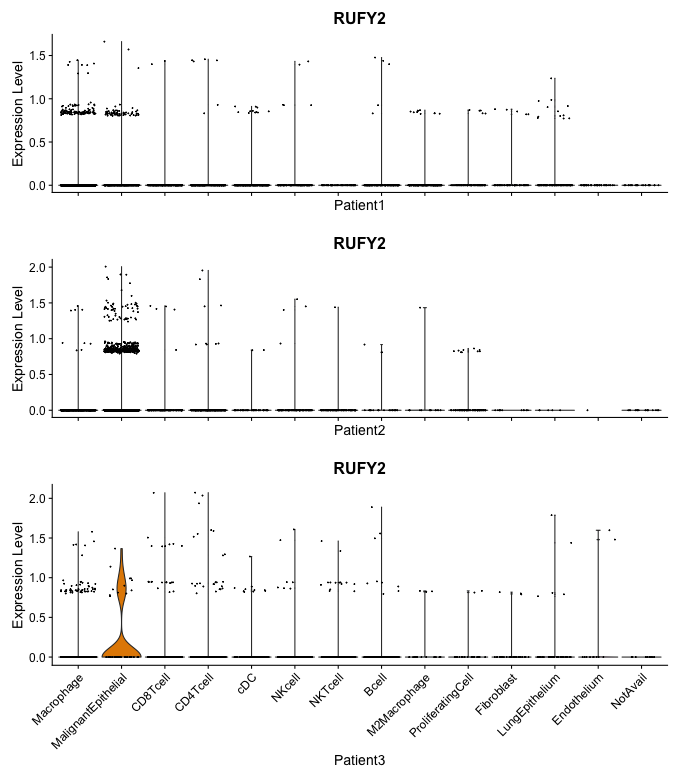 RUFY2
Expression Level
1.5
1.0
0.5
0.0
Patient1
RUFY2
Expression Level
2.0
1.5
1.0
0.5
0.0
Patient2
RUFY2
Expression Level
2.0
1.5
1.0
0.5
0.0
Macrophage
MalignantEpithelial
CD8Tcell
CD4Tcell
cDC
NKcell
NKTcell
Bcell
M2Macrophage
ProliferatingCell
Fibroblast
LungEpithelium
Endothelium
NotAvail
Patient3